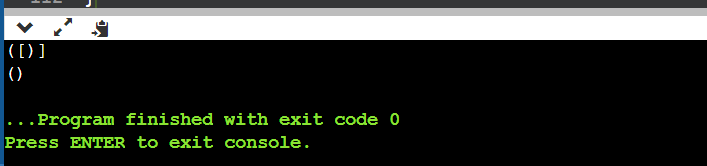 ([)]
()
...Program finished with exit code 0
Press ENTER to exit console.